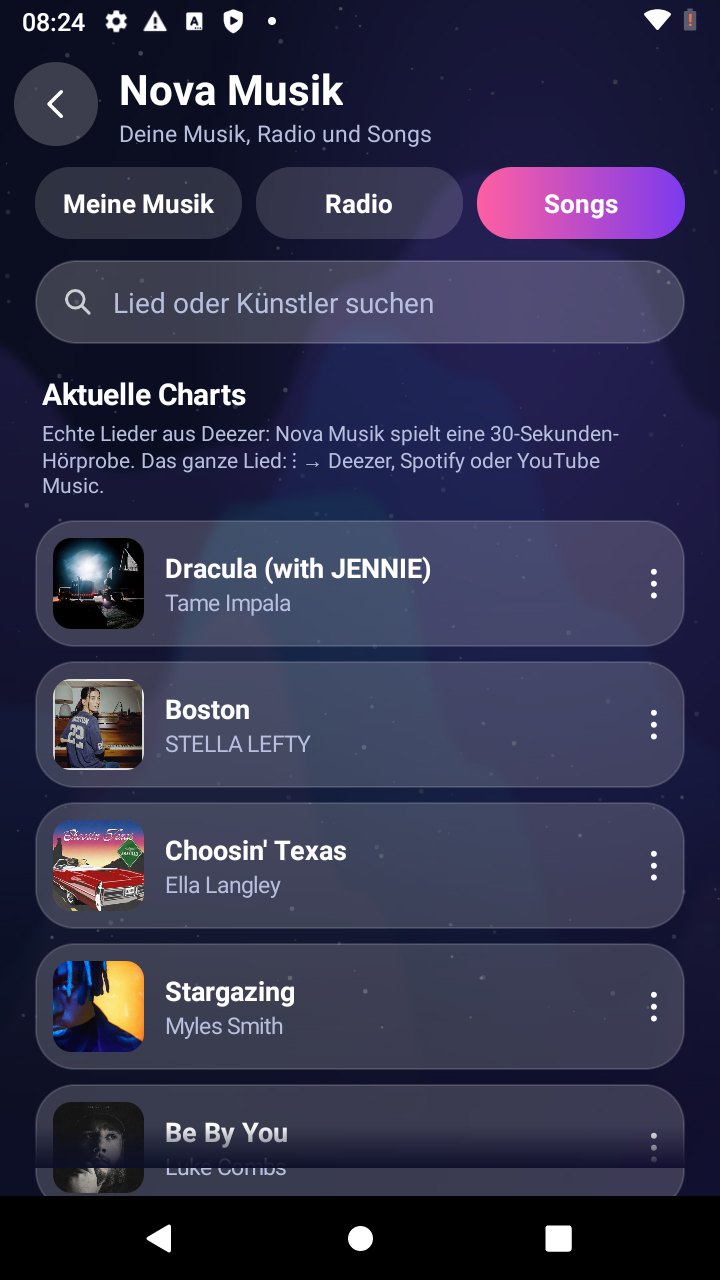 08:24
Nova Musik
Deine Musik, Radio und Songs
Meine Musik
Radio
Songs
Lied oder Künstler suchen
Aktuelle Charts
Echte Lieder aus Deezer: Nova Musik spielt eine 30-Sekunden-
Hörprobe. Das ganze Lied: ⋮ → Deezer, Spotify oder YouTube
Music.
Dracula (with JENNIE)
Tame Impala
Boston
STELLA LEFTY
22
Choosin' Texas
Choosin' Texas
Ella Langley
Stargazing
Myles Smith
Be By You
Luke Combs